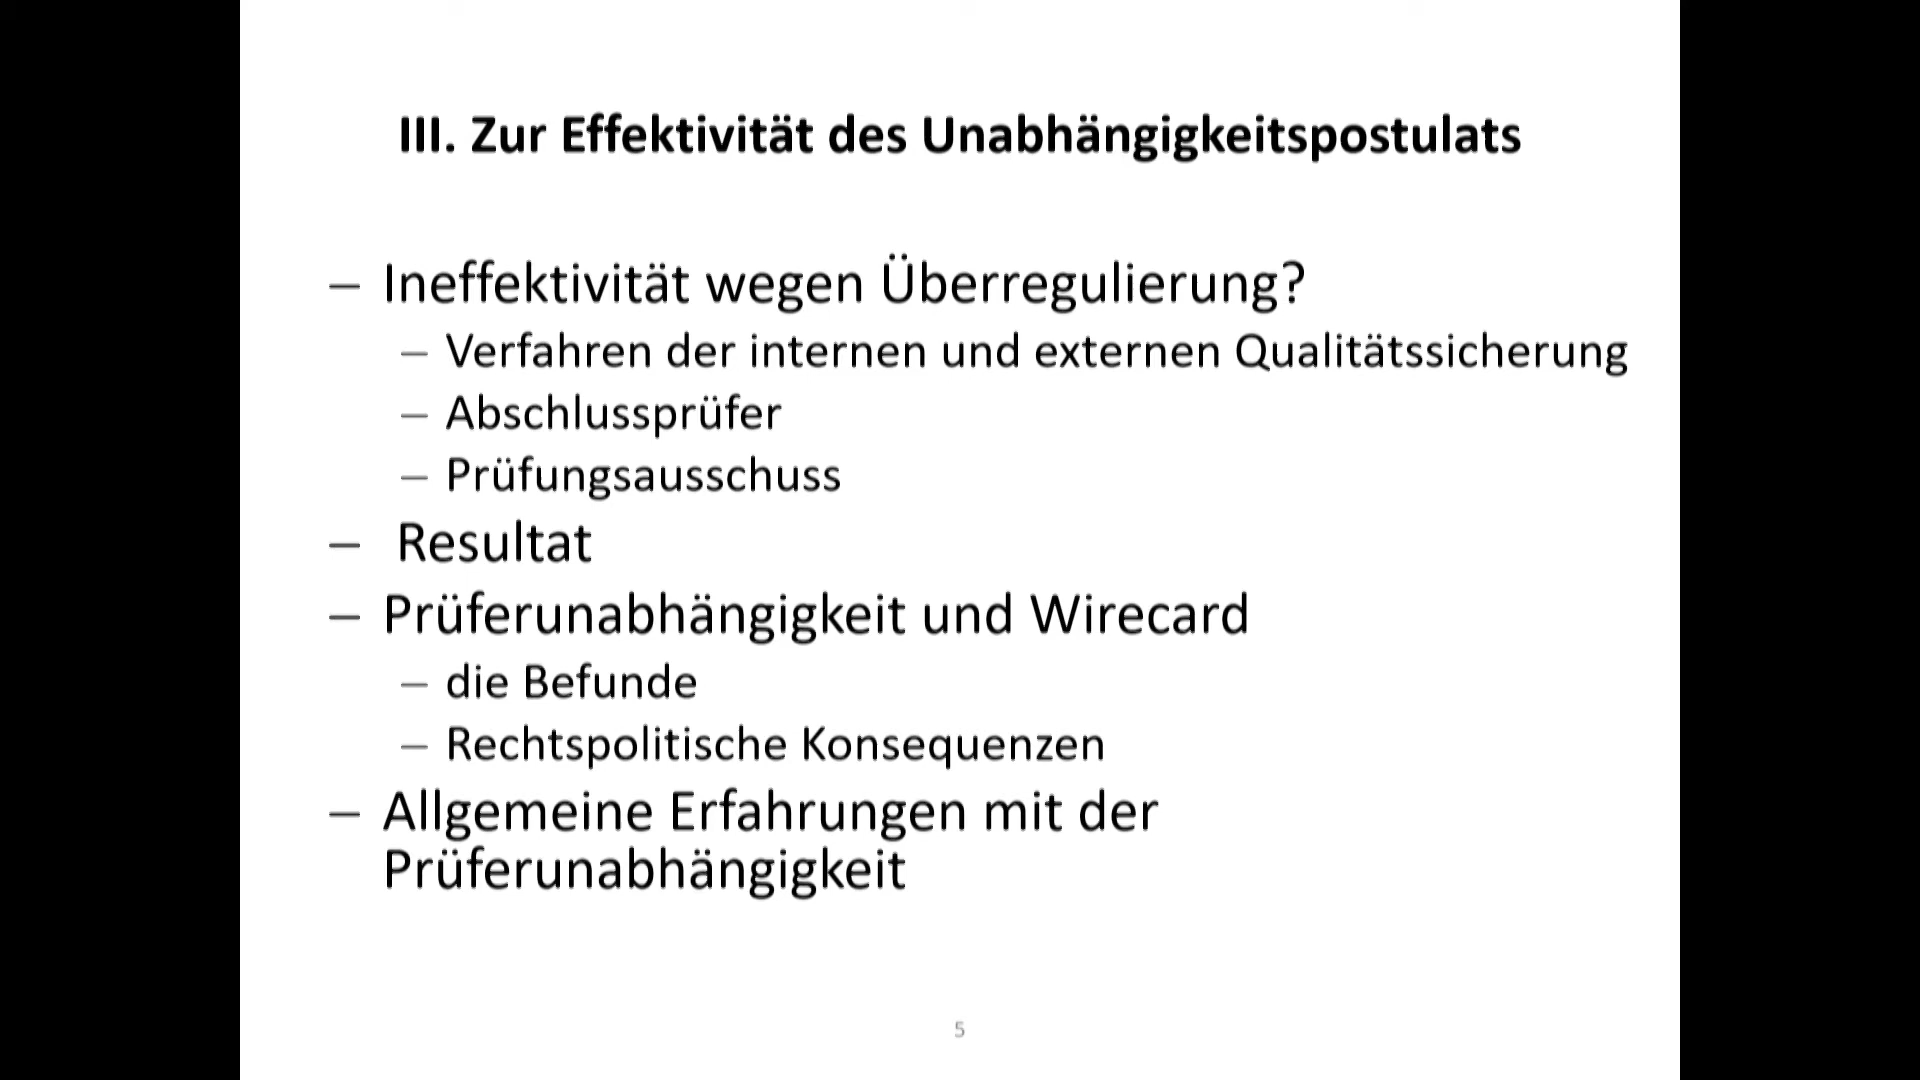 III. Zur Effektivität des Unabhängigkeitspostulats
– Ineffektivität wegen Überregulierung?
– Verfahren der internen und externen Qualitätssicherung
– Abschlussprüfer
– Prüfungsausschuss
– Resultat
– Prüferunabhängigkeit und Wirecard
– die Befunde
– Rechtspolitische Konsequenzen
– Allgemeine Erfahrungen mit der
Prüferunabhängigkeit
5